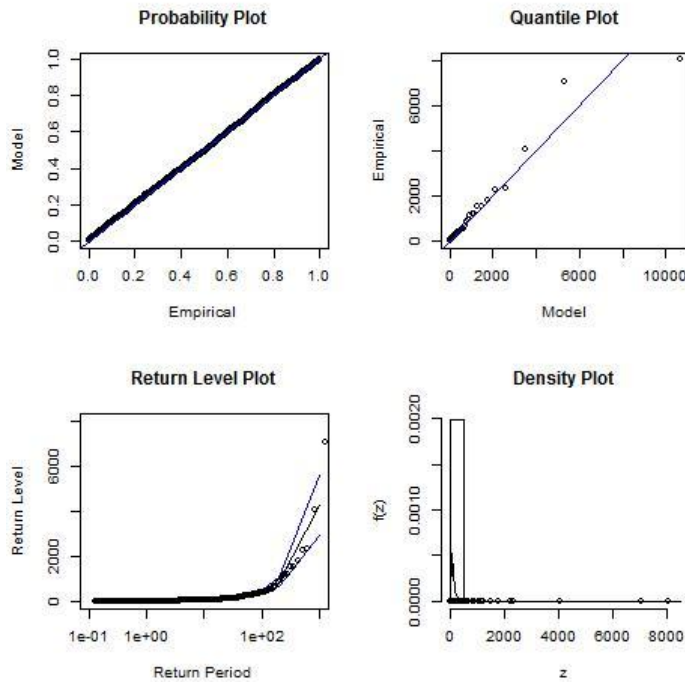 Probability Plot
Model
0.0 0.2 0.4 0.6 0.8 1.0
0.0 0.2 0.4 0.6 0.8 1.0
Empirical
Quantile Plot
Empirical
0 2000 6000
0 2000 6000 10000
Model
Return Level Plot
Return Level
0 2000 6000
1e-01 1e+00 1e+02
Return Period
Density Plot
f(z)
0.0000 0.0010 0.0020
0 2000 4000 6000 8000
z